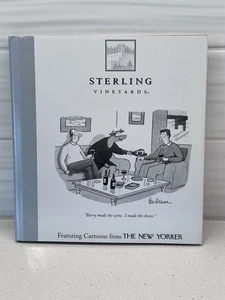 STERLING
VINEYARDS®
"Barry made the wine. I made the cheese."
Featuring Cartoons from THE NEW YORKER